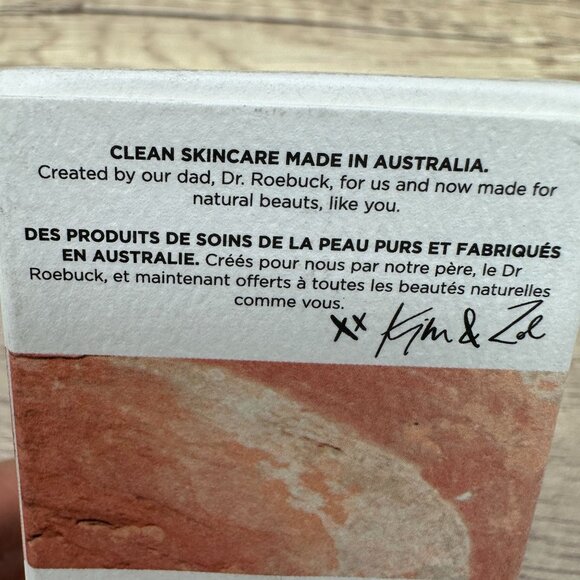 CLEAN SKINCARE MADE IN AUSTRALIA.
Created by our dad, Dr. Roebuck, for us and now made for
natural beauts, like you.
DES PRODUITS DE SOINS DE LA PEAU PURS ET FABRIQUÉS
EN AUSTRALIE. Créés pour nous par notre père, le Dr
Roebuck, et maintenant offerts à toutes les beautés naturelles
comme vous.
xx Kim & Zoe